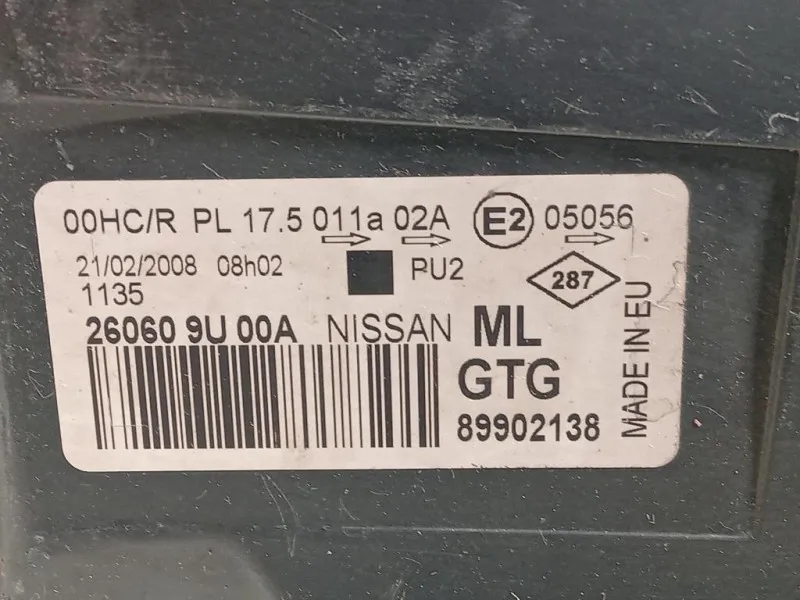 00HC/R PL 17.5 011a 02A E2 05056
21/02/2008 08h02 PU2 287
1135
26060 9U 00A NISSAN ML
GTG
89902138
MADE IN EU